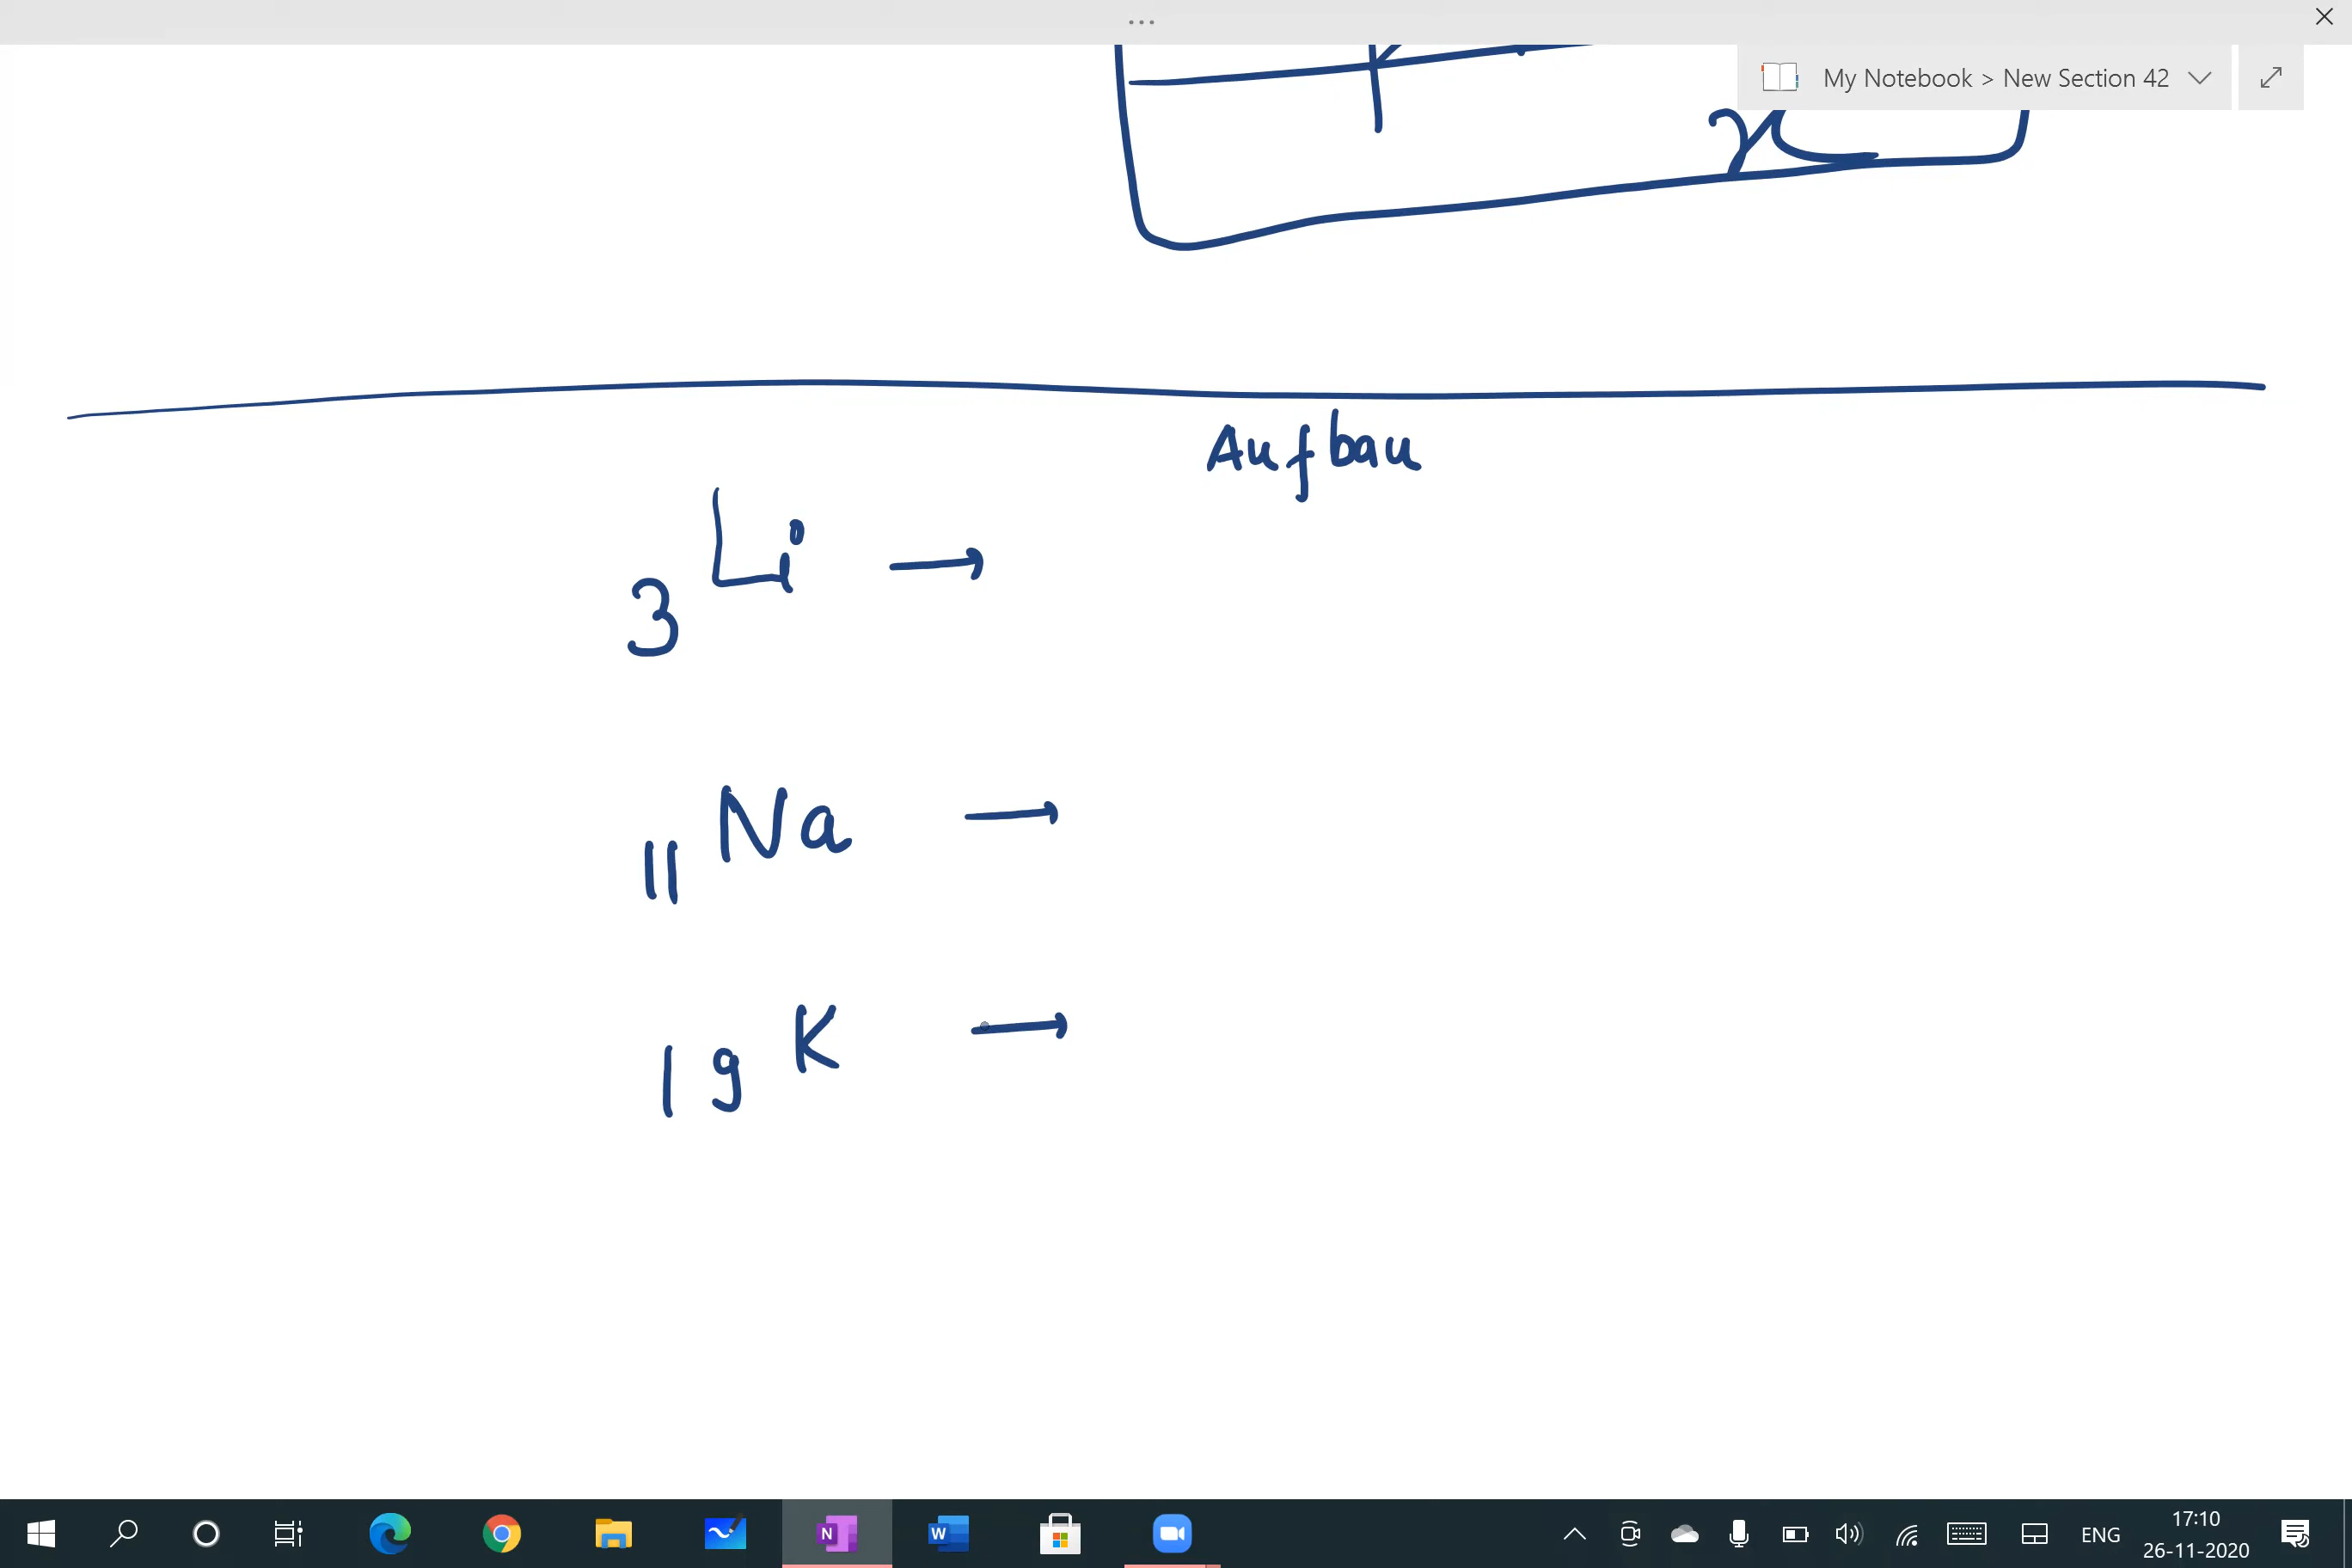 ...
My Notebook > New Section 42
x
Aufbau
3 Li →
11 Na →
19 K →
ENG
17:10
26-11-2020